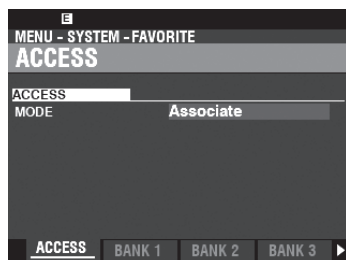 E
MENU - SYSTEM - FAVORITE
ACCESS
ACCESS
MODE Associate
ACCESS BANK 1 BANK 2 BANK 3